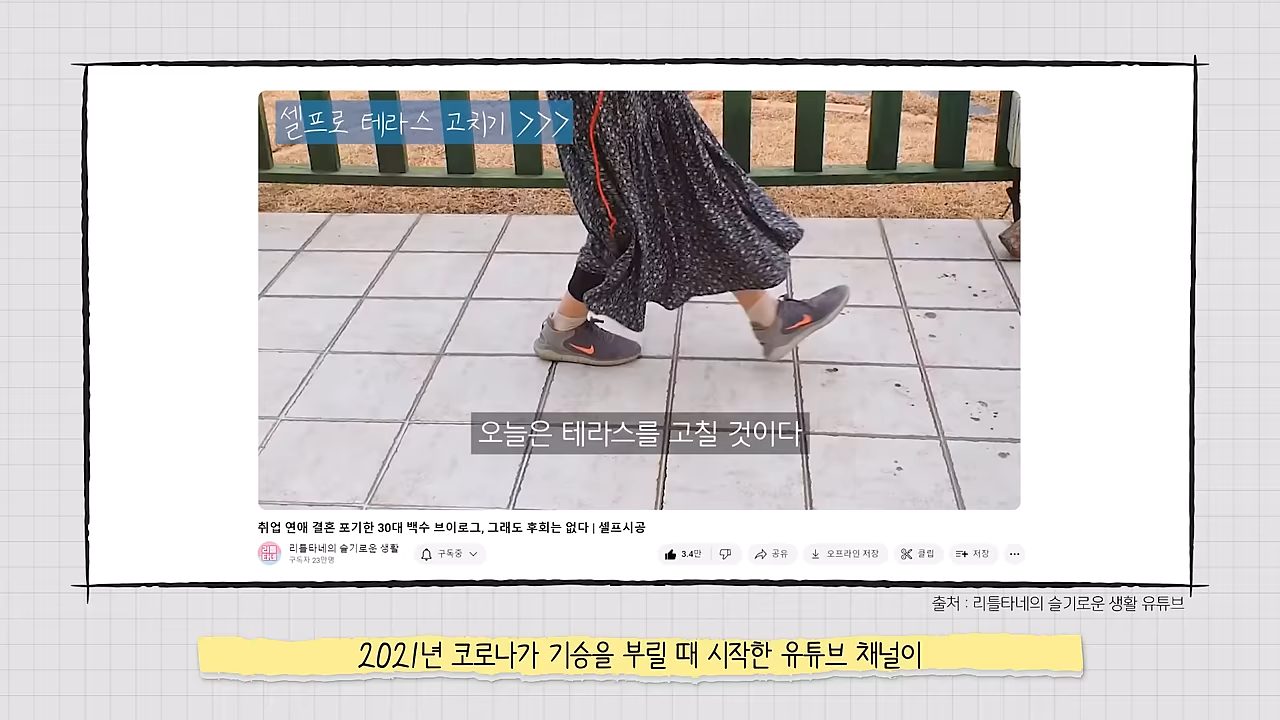 셀프로 테라스 고치기 >>>
오늘은 테라스를 고칠 것이다
취업 연애 결혼 포기한 30대 백수 브이로그, 그래도 후회는 없다 | 셀프시공
리틀타네
리틀타네의 슬기로운 생활
구독자 23만명
구독중
3.4만
공유
오프라인 저장
클립
저장
출처 : 리틀타네의 슬기로운 생활 유튜브
2021년 코로나가 기승을 부릴 때 시작한 유튜브 채널이